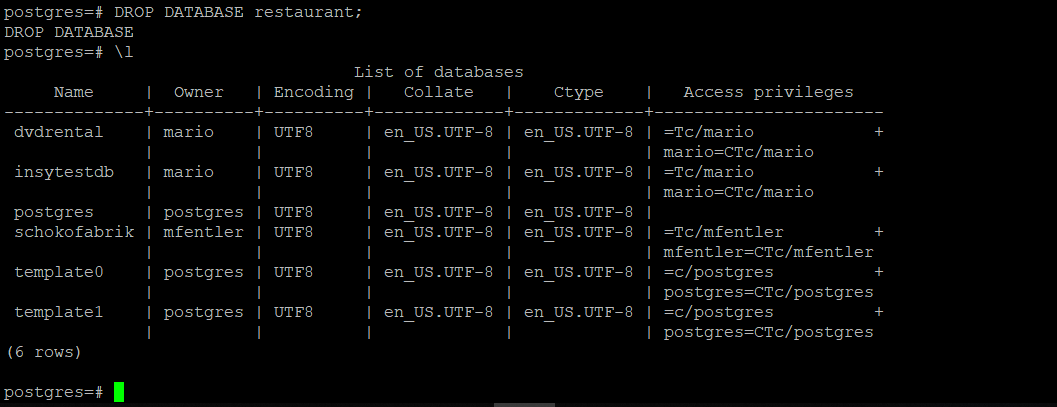 postgres=# DROP DATABASE restaurant;
DROP DATABASE
postgres=# \l
                                   List of databases
     Name     |  Owner   | Encoding |   Collate   |    Ctype    |   Access privileges
--------------+----------+----------+-------------+-------------+-----------------------
 dvdrental    | mario    | UTF8     | en_US.UTF-8 | en_US.UTF-8 | =Tc/mario            +
              |          |          |             |             | mario=CTc/mario
 insytestdb   | mario    | UTF8     | en_US.UTF-8 | en_US.UTF-8 | =Tc/mario            +
              |          |          |             |             | mario=CTc/mario
 postgres     | postgres | UTF8     | en_US.UTF-8 | en_US.UTF-8 |
 schokofabrik | mfentler | UTF8     | en_US.UTF-8 | en_US.UTF-8 | =Tc/mfentler         +
              |          |          |             |             | mfentler=CTc/mfentler
 template0    | postgres | UTF8     | en_US.UTF-8 | en_US.UTF-8 | =c/postgres          +
              |          |          |             |             | postgres=CTc/postgres
 template1    | postgres | UTF8     | en_US.UTF-8 | en_US.UTF-8 | =c/postgres          +
              |          |          |             |             | postgres=CTc/postgres
(6 rows)
postgres=#